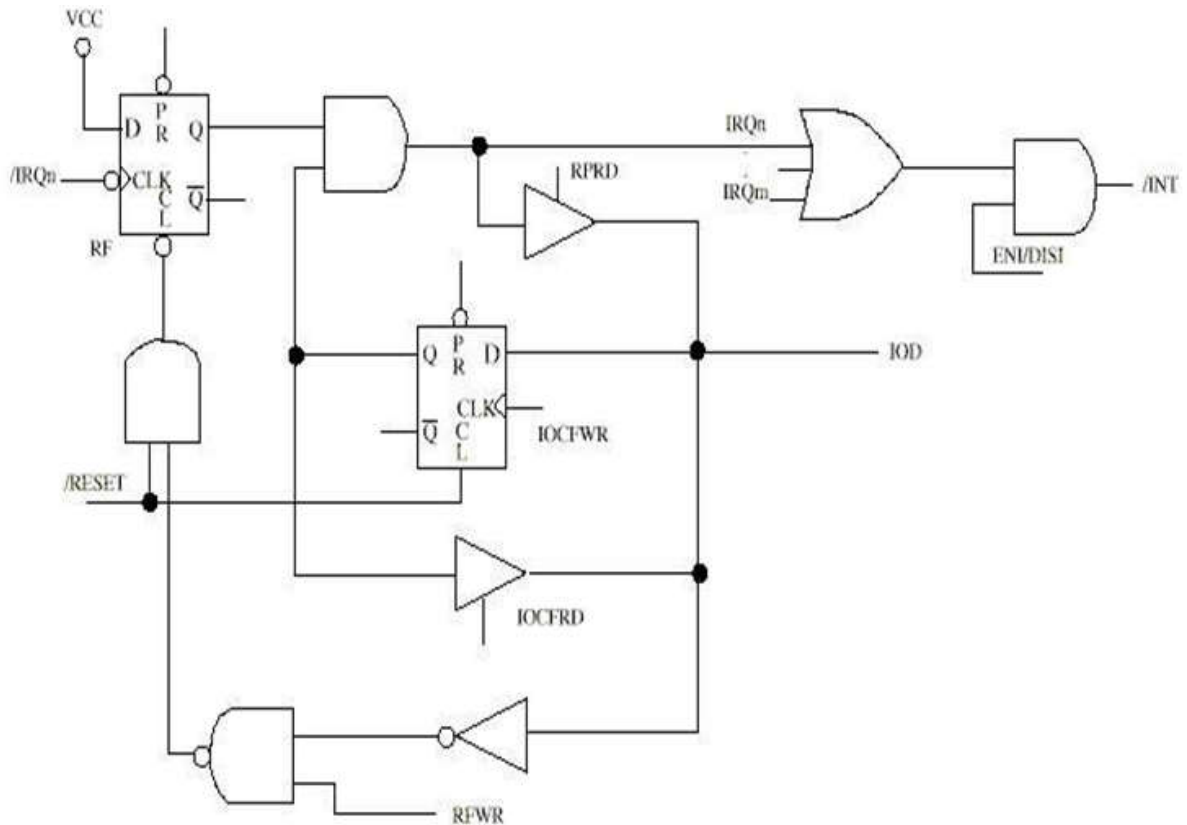 VCC
P
D R Q
/IRQn CLK
C Q
L
RF
IRQn
RPRD
IRQm
/INT
ENI/DISI
P
Q R D
IOD
CLK
Q C
IOCFWR
L
/RESET
IOCFRD
RFWR